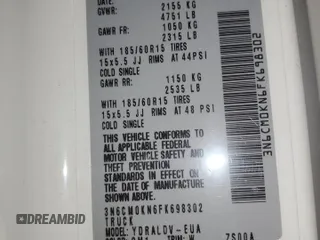 DATE:
GVWR: 2155 KG
4751 LB
GAWR FR: 1050 KG
2315 LB
WITH 185/60R15 TIRES
15x5.5 JJ RIMS AT 44PSI
COLD SINGLE
GAWR RR: 1150 KG
2535 LB
WITH 185/60R15 TIRES
15x5.5 JJ RIMS AT 48 PSI
COLD SINGLE
THIS VEHICLE CONFORMS TO
ALL APPLICABLE FEDERAL
MOTOR VEHICLE SAFETY AND
THEFT PREVENTION
STANDARDS IN EFFECT ON
THE DATE OF MANUFACTURE
SHOWN ABOVE.
3N6CM0KN6FK698302
TRUCK
MODEL: YDRALDV-EUA
3N6CM0KN6FK698302
DRIVEDAUCTION.COM